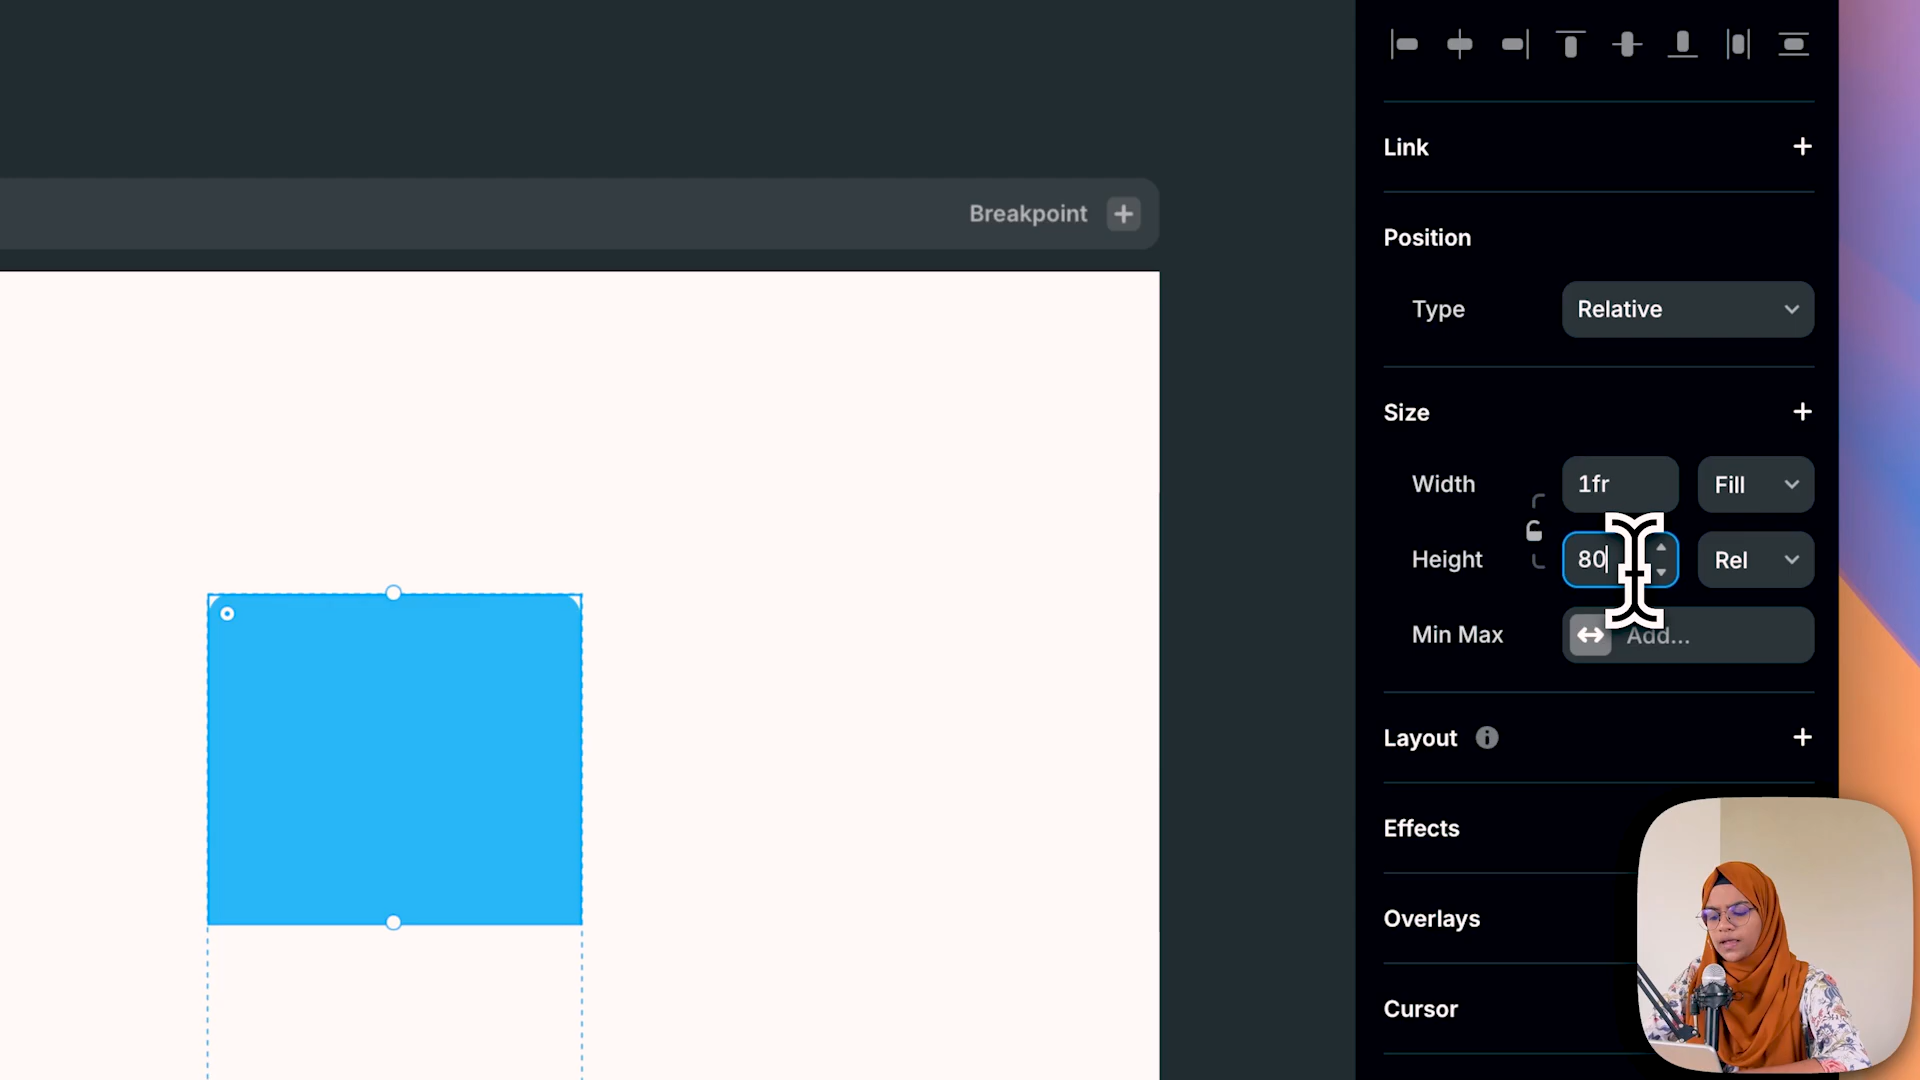 Link
Breakpoint
Position
Type
Relative
Size
Width
1fr
Fill
Height
80
Rel
Min Max
Add...
Layout
Effects
Overlays
Cursor